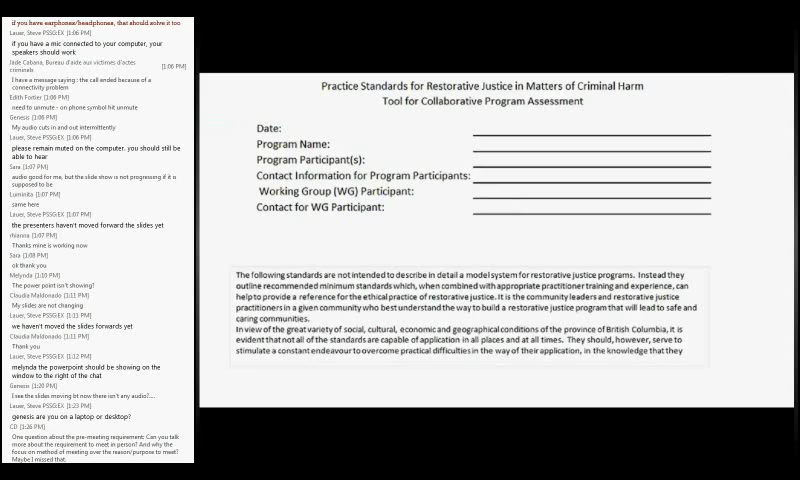 if you have earphones/headphones, that should solve it too
Lauer, Steve PSSG:EX [1:06 PM]
if you have a mic connected to your computer, your
speakers should work
Jade Cabana, Bureau d'aide aux victimes d'actes
criminels [1:06 PM]
I have a message saying : the call ended because of a
connectivity problem
Edith Fortier [1:06 PM]
need to unmute - on phone symbol hit unmute
Genesis [1:06 PM]
My audio cuts in and out intermittently
Lauer, Steve PSSG:EX [1:06 PM]
please remain muted on the computer. you should still be
able to hear
Sara [1:07 PM]
audio good for me, but the slide show is not progressing if it is
supposed to be
Luminita [1:07 PM]
same here
Lauer, Steve PSSG:EX [1:07 PM]
the presenters haven't moved forward the slides yet
rhianna [1:07 PM]
Thanks mine is working now
Sara [1:08 PM]
ok thank you
Melynda [1:10 PM]
The power point isn't showing?
Claudia Maldonado [1:11 PM]
My slides are not changing
Lauer, Steve PSSG:EX [1:11 PM]
we haven't moved the slides forwards yet
Claudia Maldonado [1:11 PM]
Thank you
Lauer, Steve PSSG:EX [1:12 PM]
melynda the powerpoint should be showing on the
window to the right of the chat
Genesis [1:20 PM]
I see the slides moving bt now there isn't any audio?....
Lauer, Steve PSSG:EX [1:23 PM]
genesis are you on a laptop or desktop?
CD [1:26 PM]
One question about the pre-meeting requirement: Can you talk
more about the requirement to meet in person? And why the
focus on method of meeting over the reason/purpose to meet?
Maybe I missed that.
Practice Standards for Restorative Justice in Matters of Criminal Harm
Tool for Collaborative Program Assessment
Date:
Program Name:
Program Participant(s):
Contact Information for Program Participants:
Working Group (WG) Participant:
Contact for WG Participant:
The following standards are not intended to describe in detail a model system for restorative justice programs. Instead they
outline recommended minimum standards which, when combined with appropriate practitioner training and experience, can
help to provide a reference for the ethical practice of restorative justice. It is the community leaders and restorative justice
practitioners in a given community who best understand the way to build a restorative justice program that will lead to safe and
caring communities.
In view of the great variety of social, cultural, economic and geographical conditions of the province of British Columbia, it is
evident that not all of the standards are capable of application in all places and at all times. They should, however, serve to
stimulate a constant endeavour to overcome practical difficulties in the way of their application, in the knowledge that they